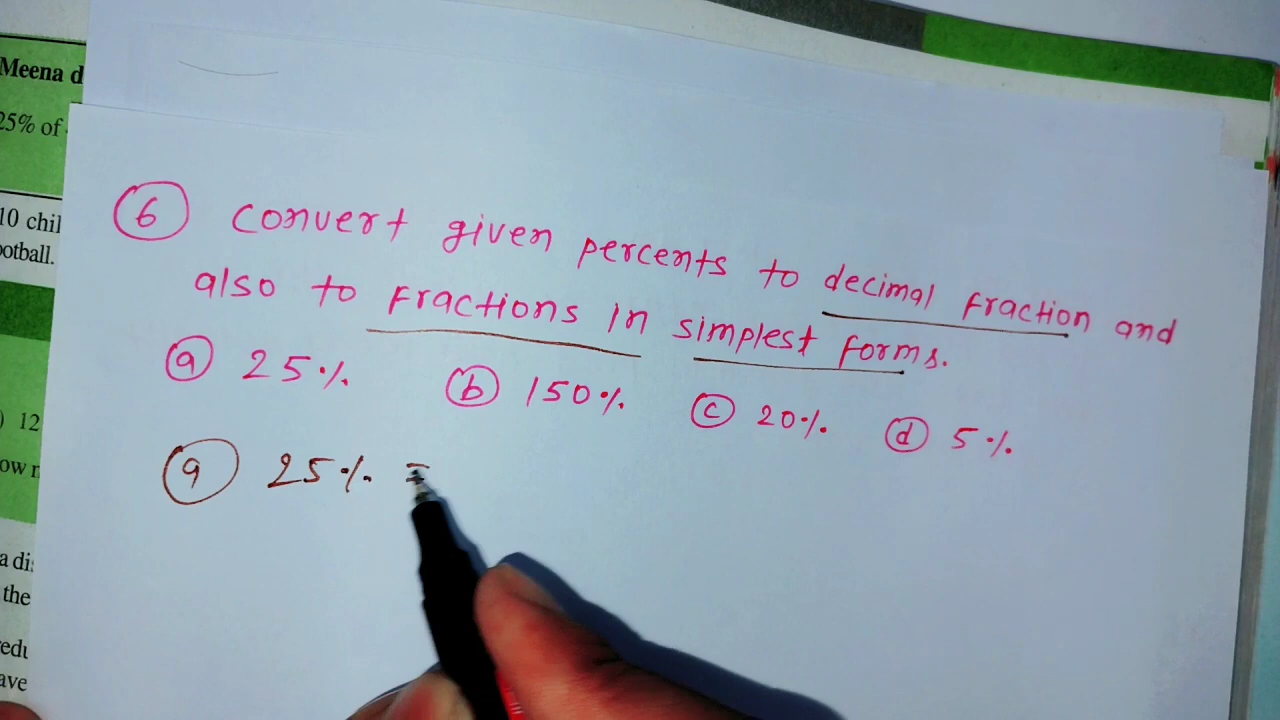 Meena d
25% of
10 chil
ootball.
) 12
ow n
a dis
the
edu
ave
6 Convert given percents to decimal fraction and
also to Fractions in simplest forms.
a 25% b 150% c 20% d 5%
a 25% =